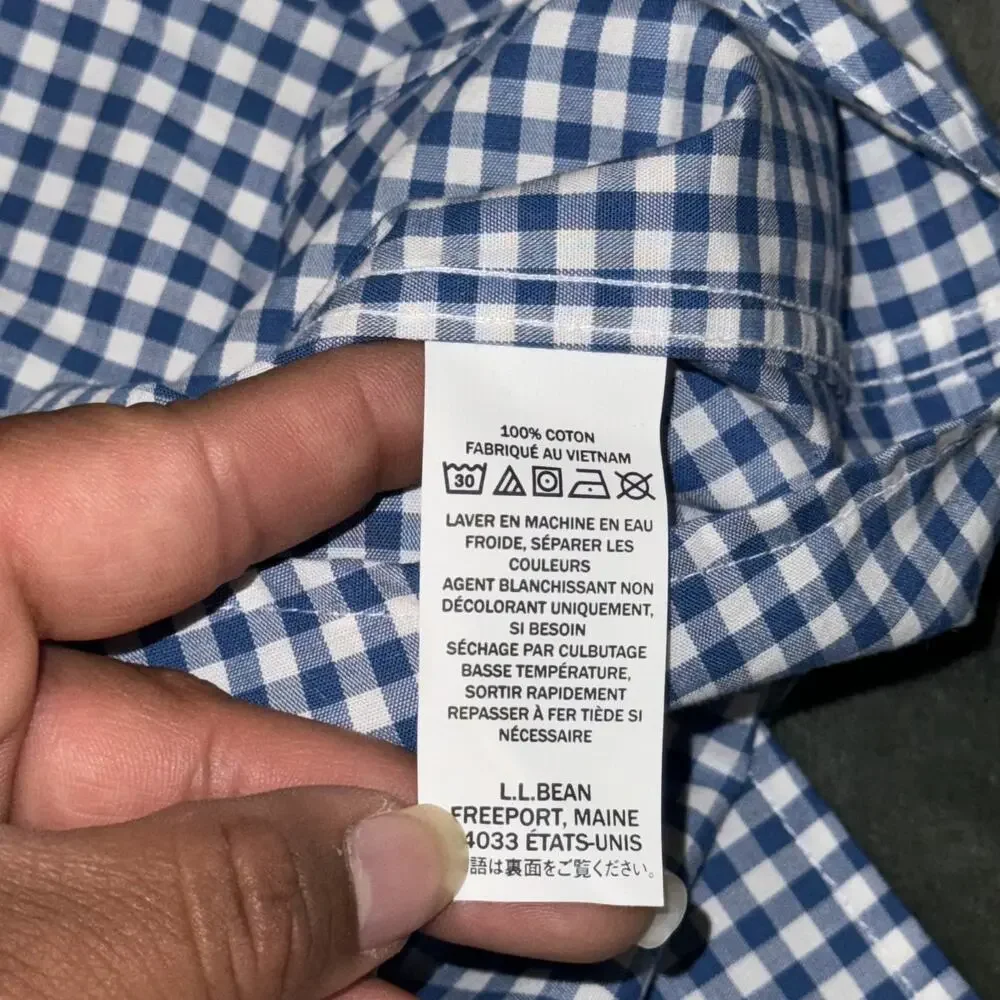 100% COTON
FABRIQUÉ AU VIETNAM
30
LAVER EN MACHINE EN EAU
FROIDE, SÉPARER LES
COULEURS
AGENT BLANCHISSANT NON
DÉCOLORANT UNIQUEMENT,
SI BESOIN
SÉCHAGE PAR CULBUTAGE
BASSE TEMPÉRATURE,
SORTIR RAPIDEMENT
REPASSER À FER TIÈDE SI
NÉCESSAIRE
L.L.BEAN
FREEPORT, MAINE
4033 ÉTATS-UNIS
語は裏面をご覧ください。